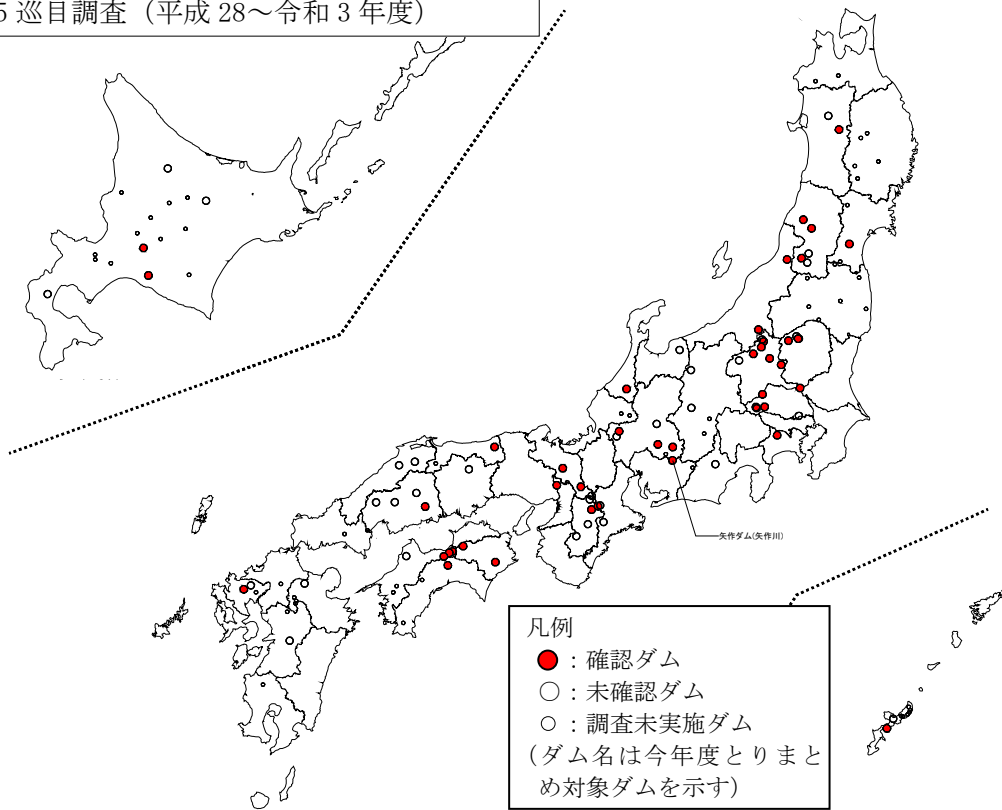 5 巡目調査（平成 28～令和 3 年度）
矢作ダム(矢作川)
凡例
：確認ダム
：未確認ダム
：調査未実施ダム
（ダム名は今年度とりまと
め対象ダムを示す）